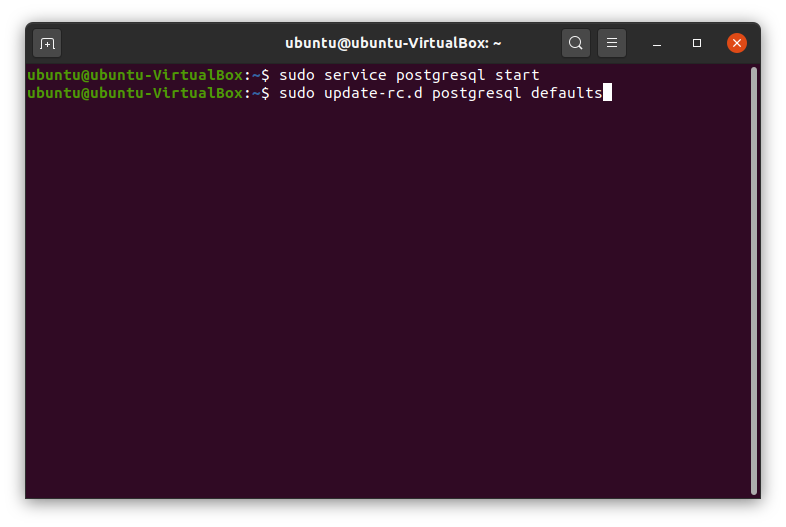 ubuntu@ubuntu-VirtualBox: ~
ubuntu@ubuntu-VirtualBox:~$ sudo service postgresql start
ubuntu@ubuntu-VirtualBox:~$ sudo update-rc.d postgresql defaults